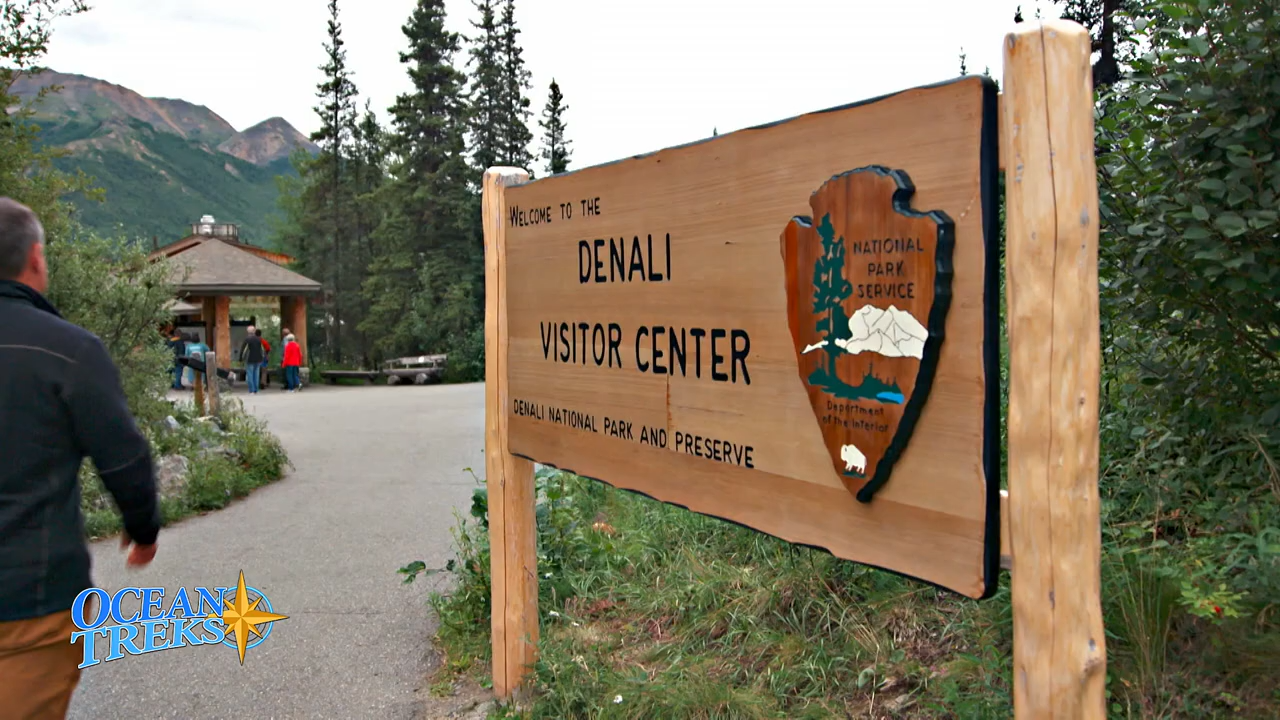 WELCOME TO THE
DENALI
VISITOR CENTER
DENALI NATIONAL PARK AND PRESERVE
NATIONAL
PARK
SERVICE
Department
of the Interior
OCEAN
TREKS